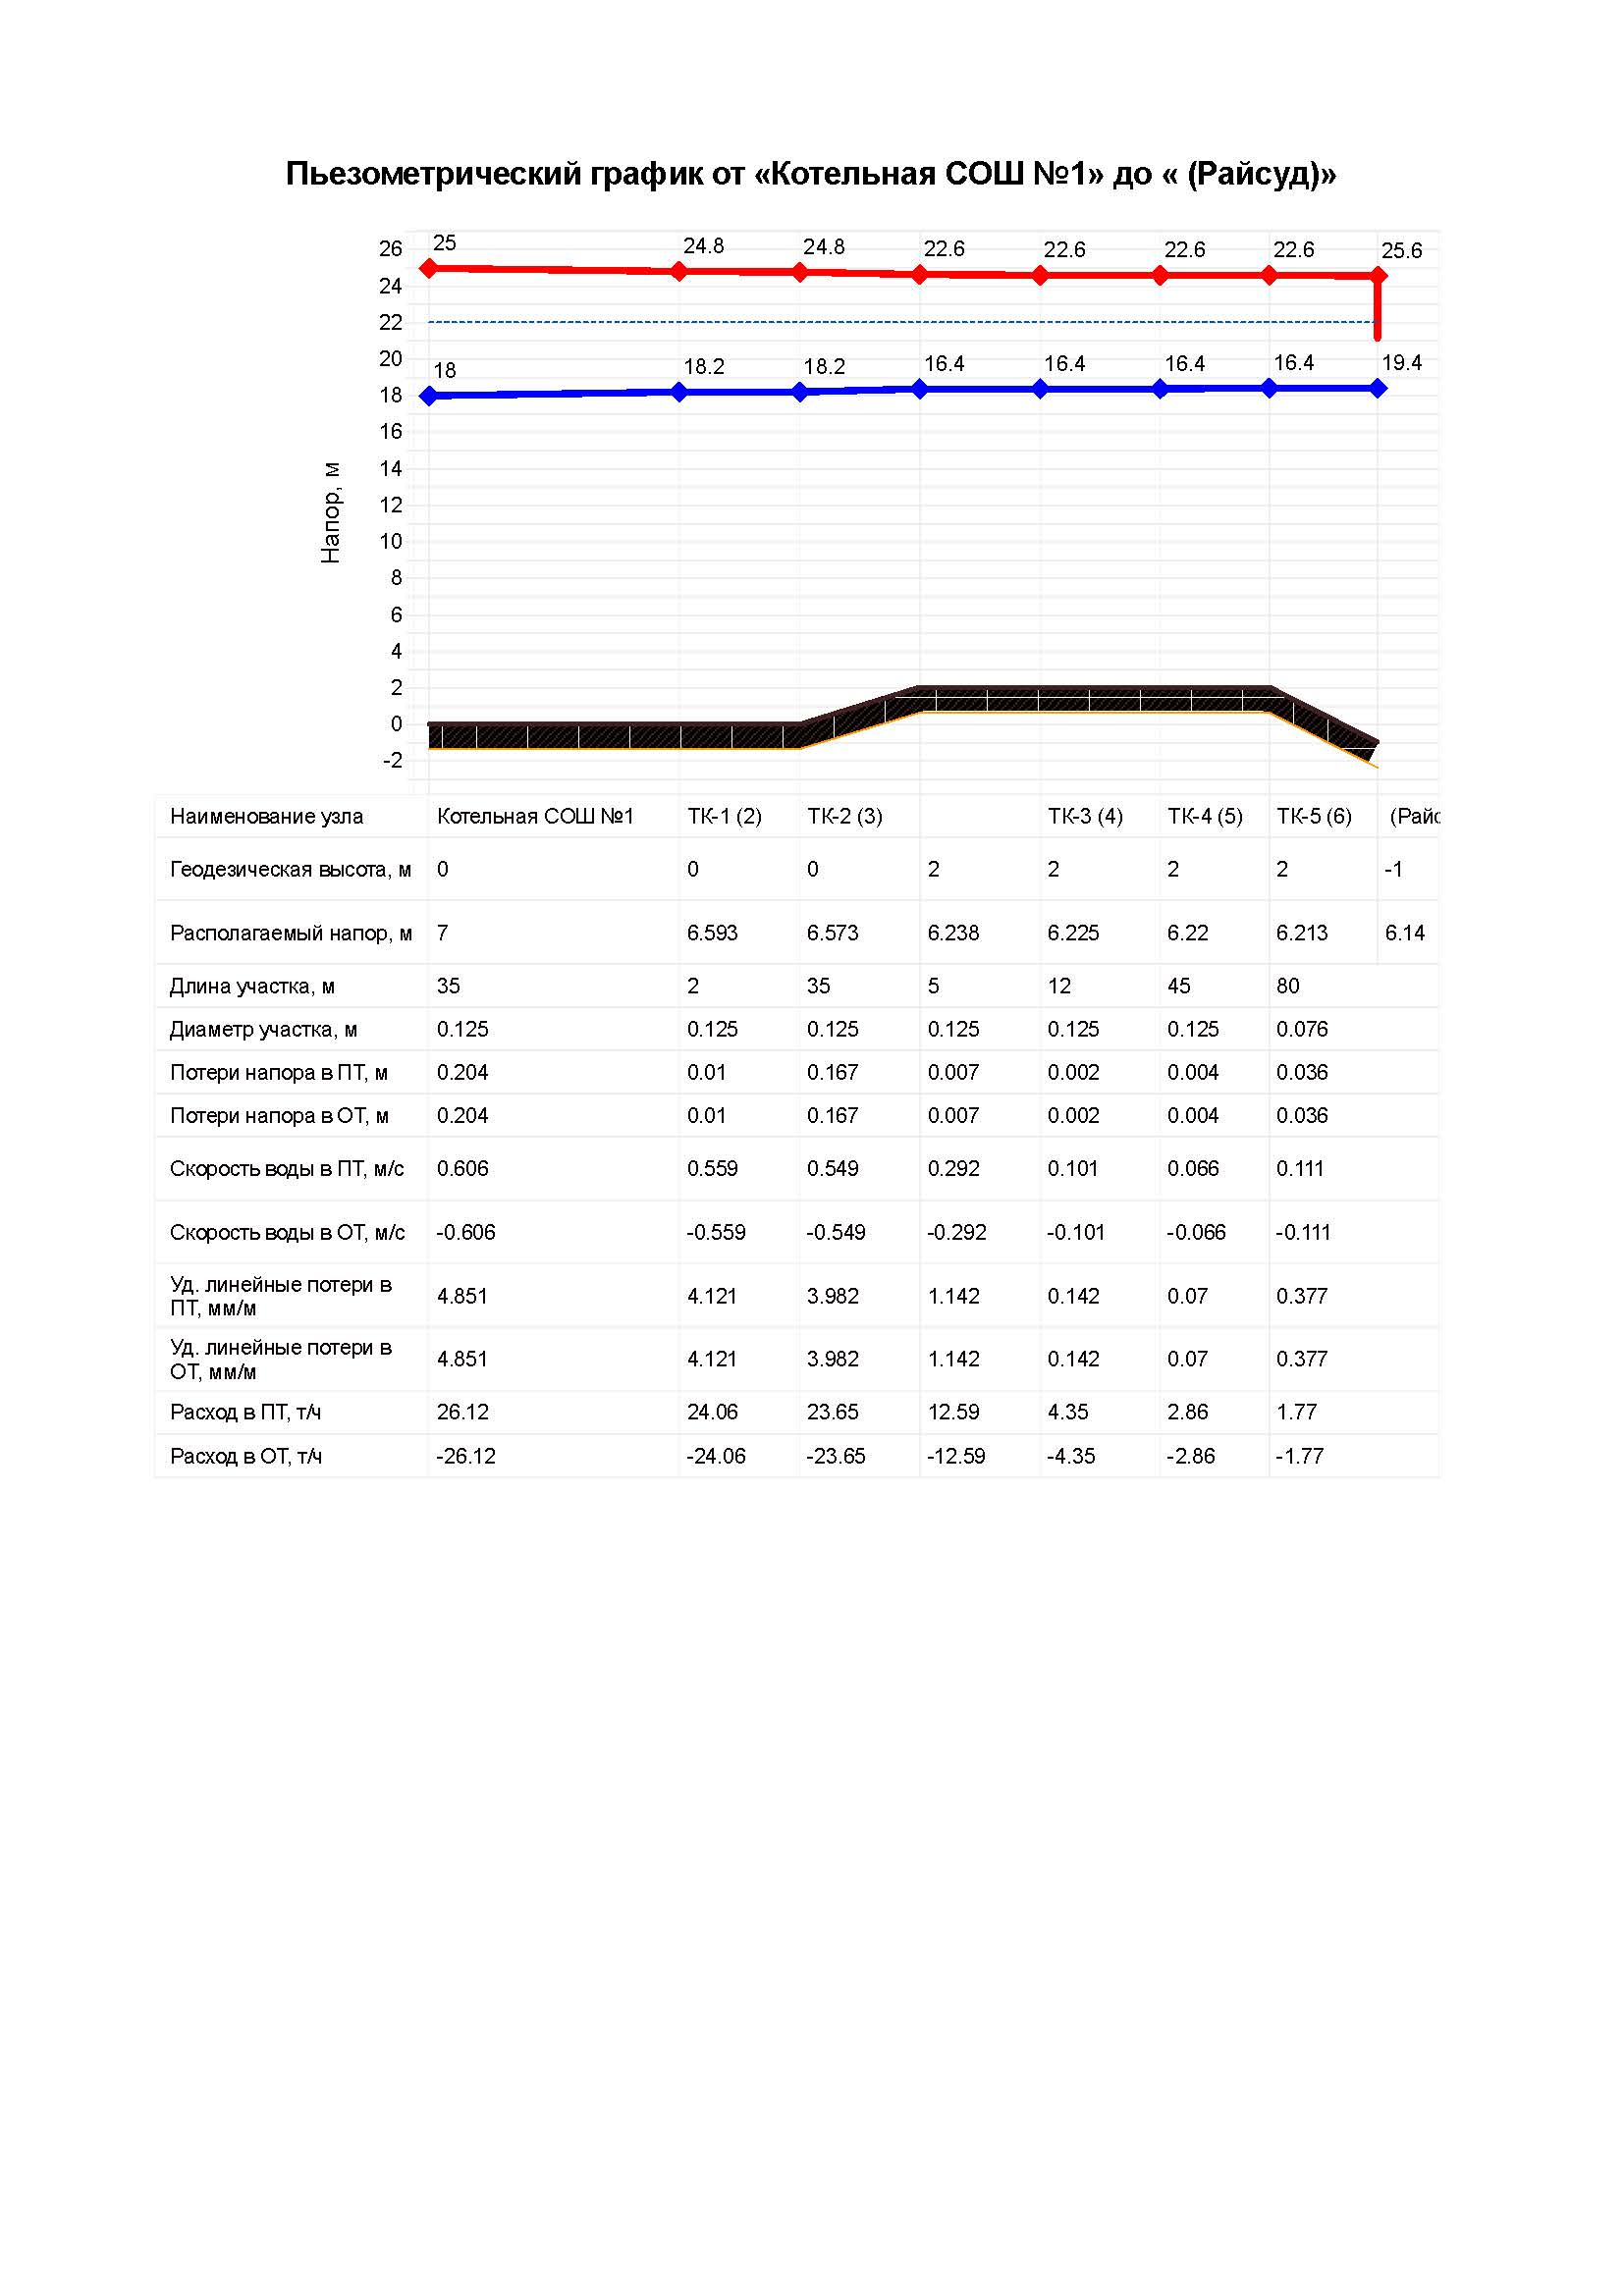 Пьезометрический график от «Котельная СОШ №1» до « (Райсуд)»
25 24.8 24.8 22.6 22.6 22.6 22.6 25.6
18 18.2 18.2 16.4 16.4 16.4 16.4 19.4
26
24
22
20
18
16
14
12
10
8
6
4
2
0
-2
Напор, м
Наименование узла Котельная СОШ №1 ТК-1 (2) ТК-2 (3) ТК-3 (4) ТК-4 (5) ТК-5 (6) (Райс
Геодезическая высота, м 0 0 0 2 2 2 2 -1
Располагаемый напор, м 7 6.593 6.573 6.238 6.225 6.22 6.213 6.14
Длина участка, м 35 2 35 5 12 45 80
Диаметр участка, м 0.125 0.125 0.125 0.125 0.125 0.125 0.076
Потери напора в ПТ, м 0.204 0.01 0.167 0.007 0.002 0.004 0.036
Потери напора в ОТ, м 0.204 0.01 0.167 0.007 0.002 0.004 0.036
Скорость воды в ПТ, м/с 0.606 0.559 0.549 0.292 0.101 0.066 0.111
Скорость воды в ОТ, м/с -0.606 -0.559 -0.549 -0.292 -0.101 -0.066 -0.111
Уд. линейные потери в
ПТ, мм/м 4.851 4.121 3.982 1.142 0.142 0.07 0.377
Уд. линейные потери в
ОТ, мм/м 4.851 4.121 3.982 1.142 0.142 0.07 0.377
Расход в ПТ, т/ч 26.12 24.06 23.65 12.59 4.35 2.86 1.77
Расход в ОТ, т/ч -26.12 -24.06 -23.65 -12.59 -4.35 -2.86 -1.77